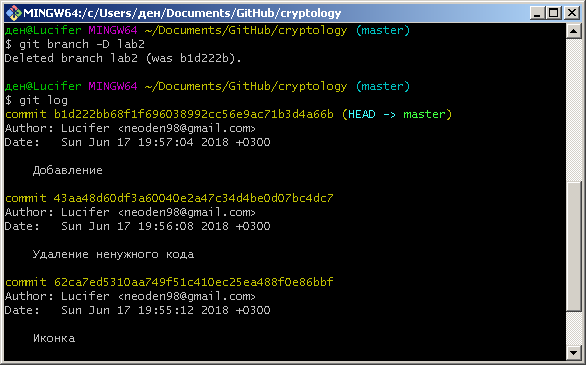 MINGW64:/c/Users/ден/Documents/GitHub/cryptology
ден@Lucifer MINGW64 ~/Documents/GitHub/cryptology (master)
$ git branch -D lab2
Deleted branch lab2 (was b1d222b).
ден@Lucifer MINGW64 ~/Documents/GitHub/cryptology (master)
$ git log
commit b1d222bb68f1f696038992cc56e9ac71b3d4a66b (HEAD -> master)
Author: Lucifer <neoden98@gmail.com>
Date:   Sun Jun 17 19:57:04 2018 +0300
Добавление
commit 43aa48d60df3a60040e2a47c34d4be0d07bc4dc7
Author: Lucifer <neoden98@gmail.com>
Date:   Sun Jun 17 19:56:08 2018 +0300
Удаление ненужного кода
commit 62ca7ed5310aa749f51c410ec25ea488f0e86bbf
Author: Lucifer <neoden98@gmail.com>
Date:   Sun Jun 17 19:55:12 2018 +0300
Иконка